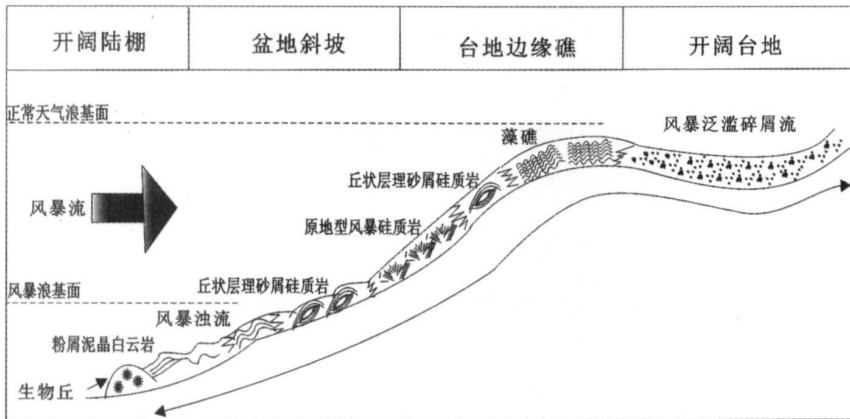 开阔陆棚
盆地斜坡
台地边缘礁
开阔台地
正常天气浪基面
藻礁
风暴泛滥碎屑流
丘状层理砂屑硅质岩
风暴流
原地型风暴硅质岩
风暴浪基面
丘状层理砂屑硅质岩
风暴浊流
粉屑泥晶白云岩
生物丘